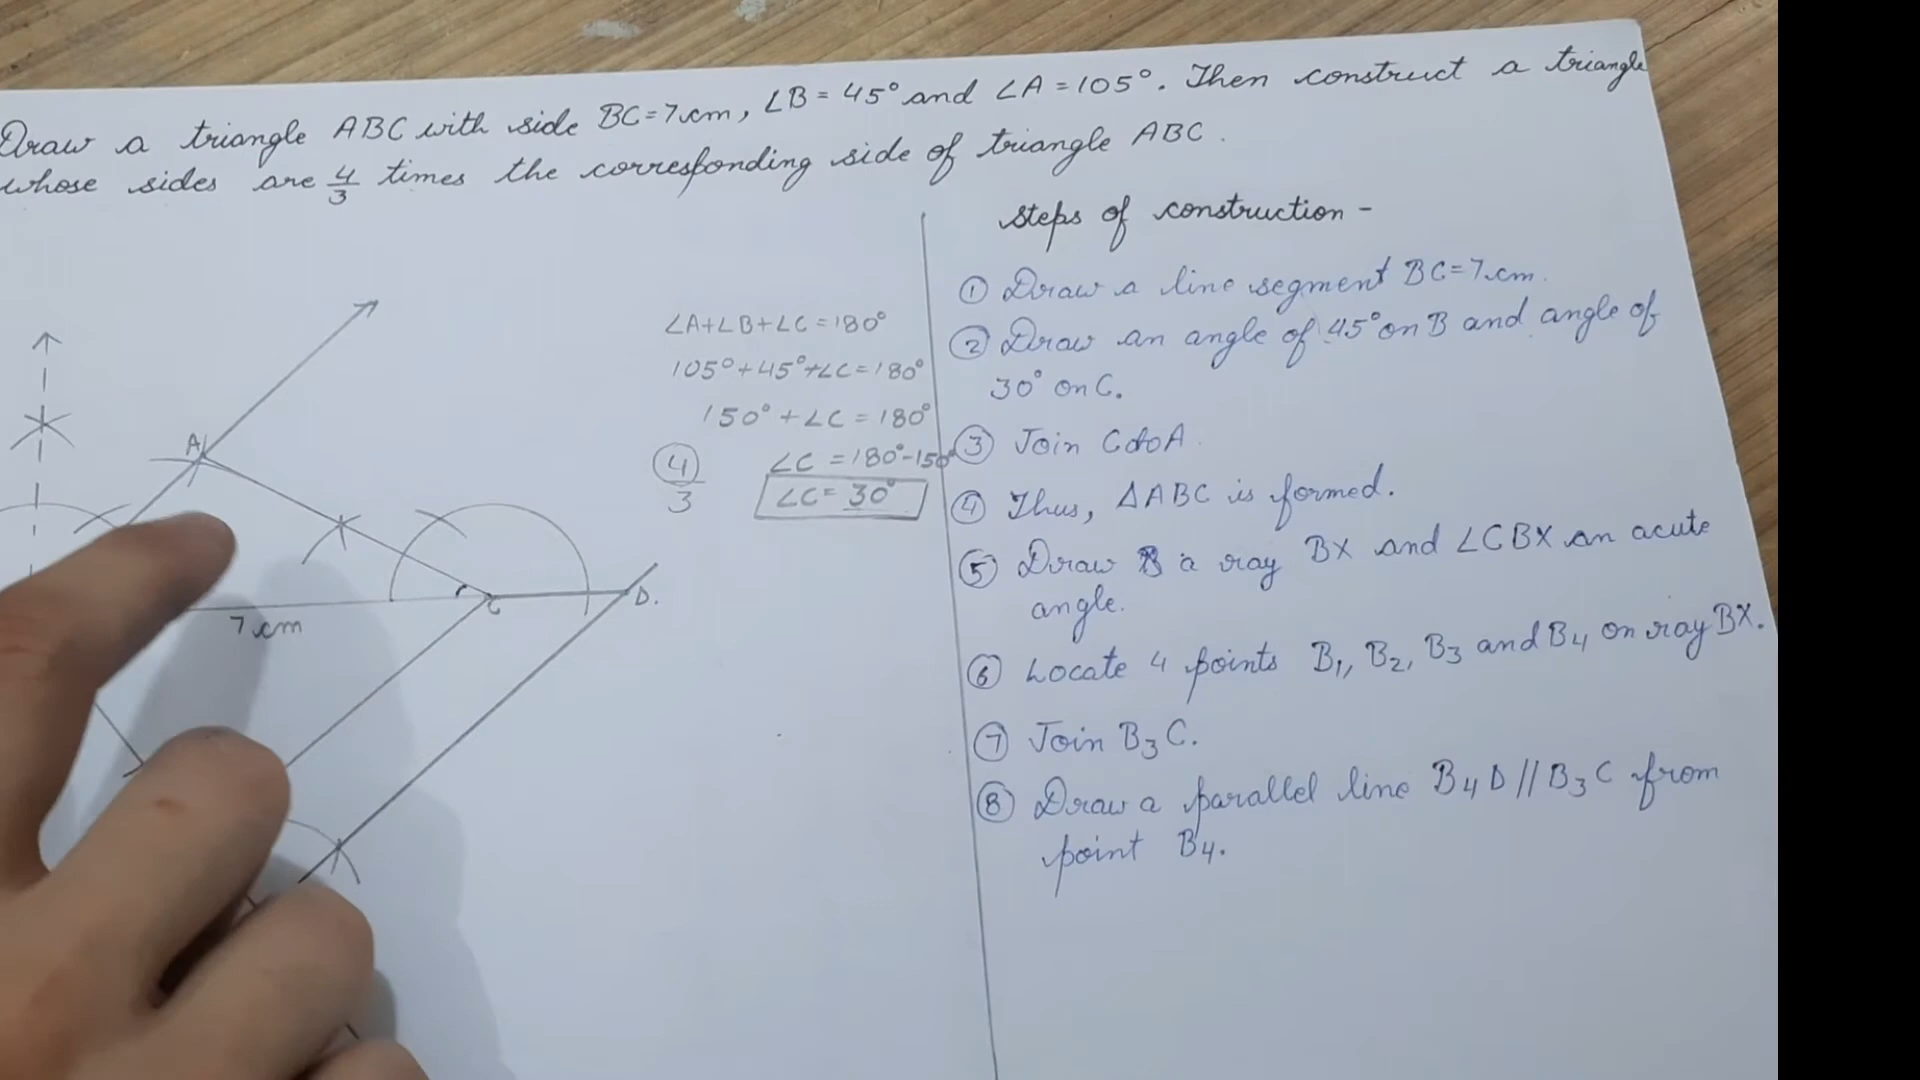 Draw a triangle ABC with side BC=7cm, ∠B=45° and ∠A=105°. Then construct a triangle
whose sides are 4/3 times the corresponding side of triangle ABC.
steps of construction -
① Draw a line segment BC=7cm.
② Draw an angle of 45° on B and angle of
30° on C.
③ Join C to A.
④ Thus, ΔABC is formed.
⑤ Draw a ray BX and ∠CBX an acute
angle.
⑥ Locate 4 points B1, B2, B3 and B4 on ray BX.
⑦ Join B3C.
⑧ Draw a parallel line B4D//B3C from
point B4.
∠A+∠B+∠C=180°
105°+45°+∠C=180°
150°+∠C=180°
∠C=180°-150°
∠C=30°
4/3
A
C
D.
7cm